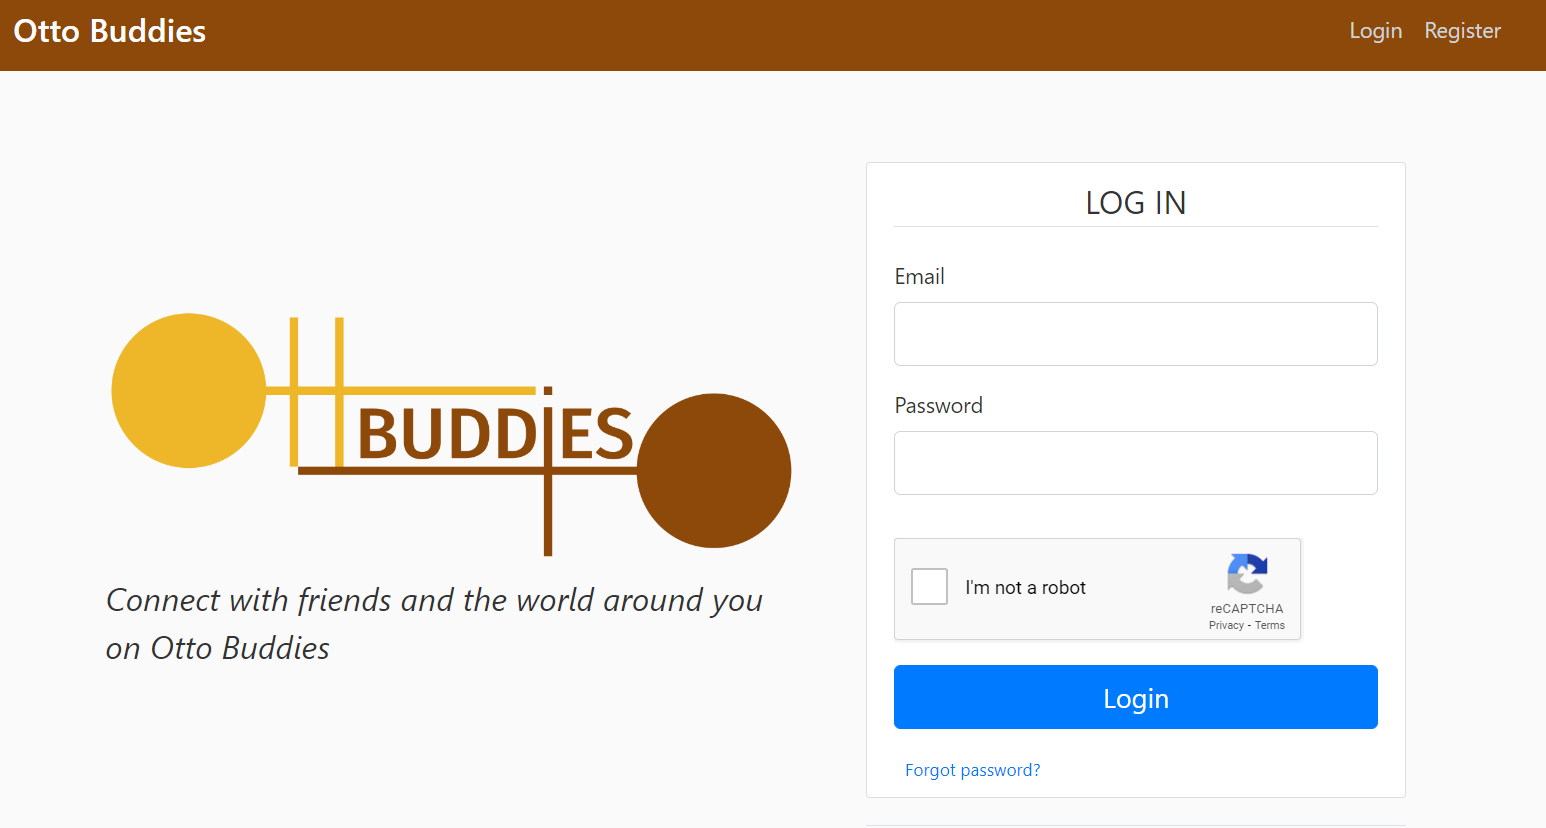 Otto Buddies
Login Register
BUDDIES
Connect with friends and the world around you
on Otto Buddies
LOG IN
Email
Password
I'm not a robot
reCAPTCHA
Privacy - Terms
Login
Forgot password?